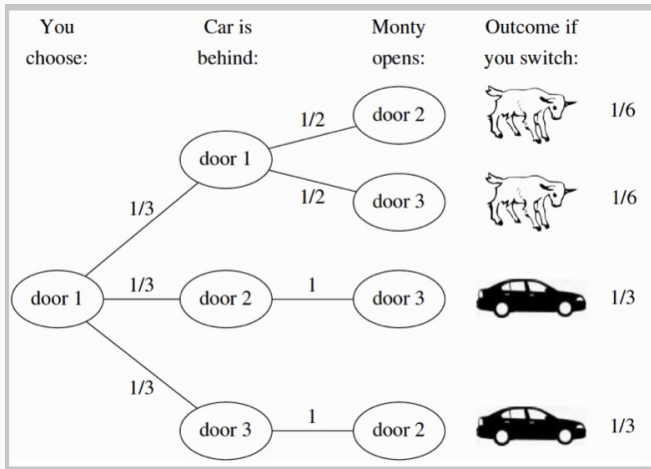 You
choose:
Car is
behind:
Monty
opens:
Outcome if
you switch:
door 1
1/3
door 1
1/2
door 2
1/6
1/2
door 3
1/6
1/3
door 2
1
door 3
1/3
1/3
door 3
1
door 2
1/3